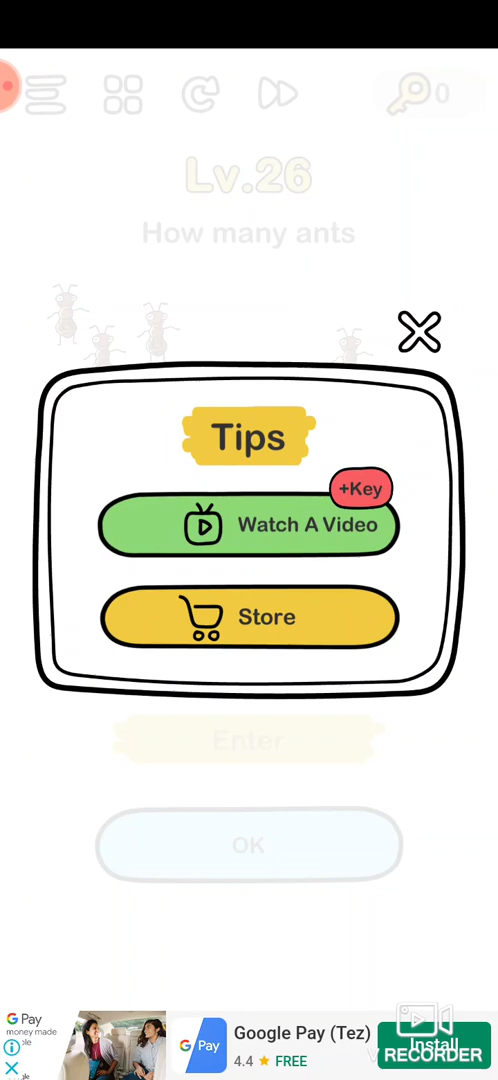 0
Lv.26
How many ants
Tips
+Key
Watch A Video
Store
Enter
OK
G Pay
money made
Google Pay (Tez)
G Pay
4.4 ★ FREE
Install
RECORDER